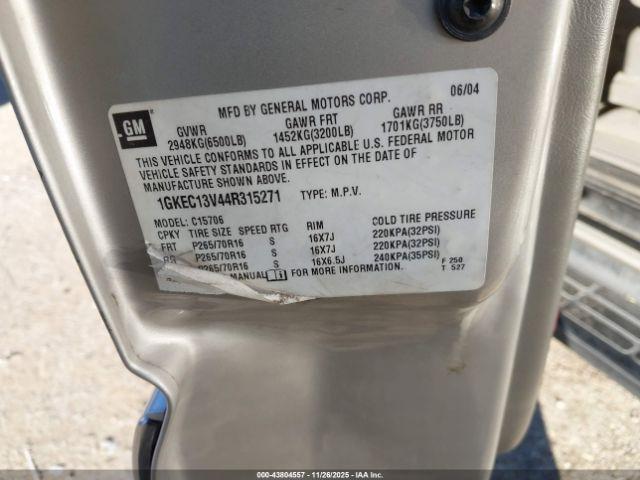 MFD BY GENERAL MOTORS CORP. 06/04
GM
GVWR GAWR FRT GAWR RR
2948KG(6500LB) 1452KG(3200LB) 1701KG(3750LB)
THIS VEHICLE CONFORMS TO ALL APPLICABLE U.S. FEDERAL MOTOR
VEHICLE SAFETY STANDARDS IN EFFECT ON THE DATE OF
MANUFACTURE SHOWN ABOVE.
1GKEC13V44R315271 TYPE: M.P.V.
MODEL: C15706
CPKY TIRE SIZE SPEED RTG RIM COLD TIRE PRESSURE
FRT P265/70R16 S 16X7J 220KPA(32PSI)
RR P265/70R16 S 16X7J 220KPA(32PSI)
P265/70R16 S 16X6.5J 240KPA(35PSI)
MANUAL FOR MORE INFORMATION. F 250
T 527
000-43804557 - 11/26/2025 - IAA Inc.